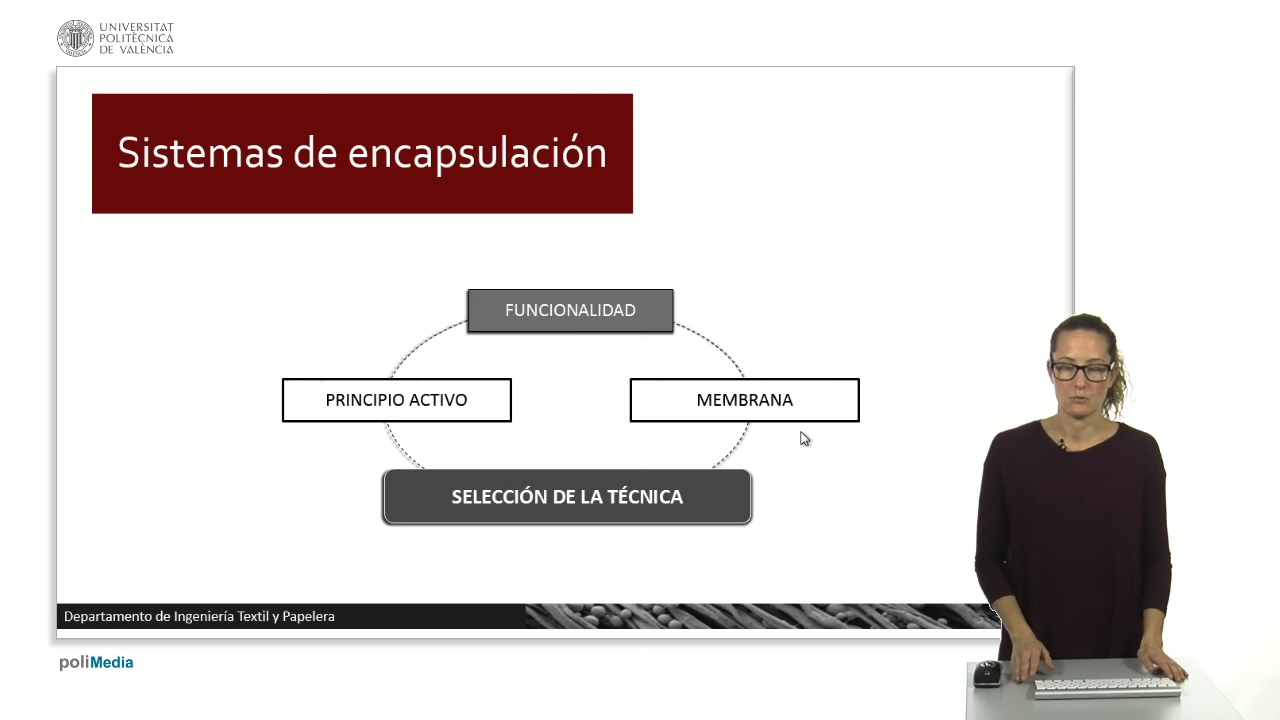 UNIVERSITAT
POLITÈCNICA
DE VALÈNCIA
Sistemas de encapsulación
FUNCIONALIDAD
PRINCIPIO ACTIVO
MEMBRANA
SELECCIÓN DE LA TÉCNICA
Departamento de Ingeniería Textil y Papelera
poliMedia